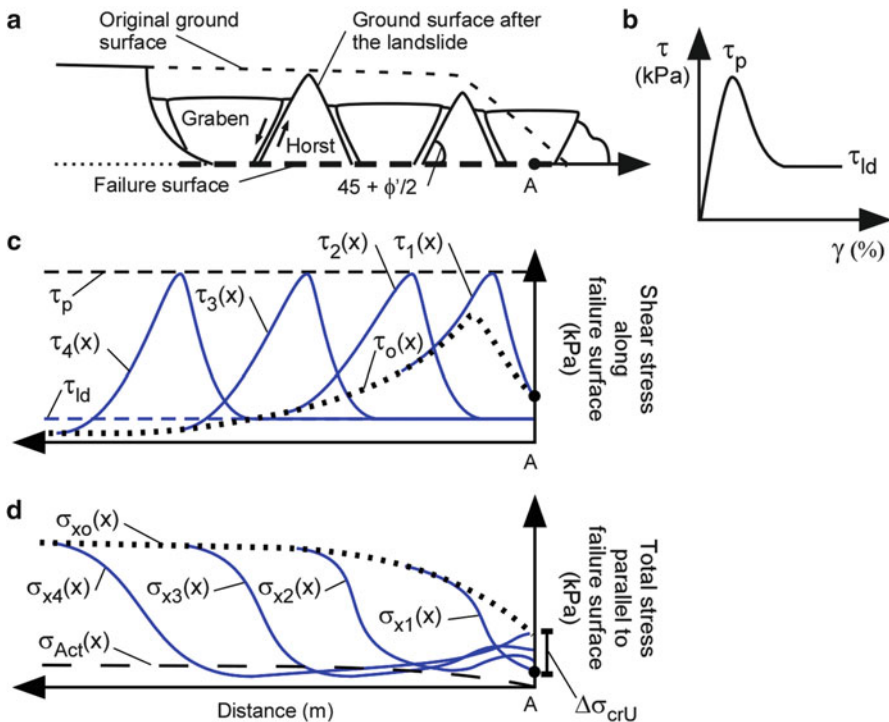 a
Original ground
surface
Ground surface after
the landslide
Graben
Horst
Failure surface
45 + ϕ'/2
A
b
τ
(kPa)
τp
τld
γ (%)
c
τp
τ4(x)
τld
τ3(x)
τ2(x)
τ1(x)
τo(x)
A
Shear stress
along
failure surface
(kPa)
d
σxo(x)
σx4(x)
σx3(x)
σx2(x)
σx1(x)
σAct(x)
Distance (m)
A
ΔσcrU
Total stress
parallel to
failure surface
(kPa)